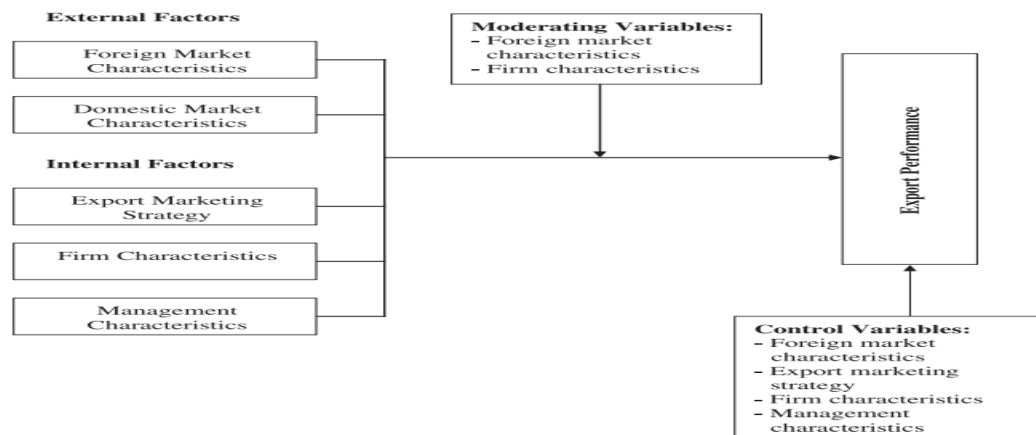 External Factors
Foreign Market
Characteristics
Domestic Market
Characteristics
Internal Factors
Export Marketing
Strategy
Firm Characteristics
Management
Characteristics
Moderating Variables:
- Foreign market
characteristics
- Firm characteristics
Export Performance
Control Variables:
- Foreign market
characteristics
- Export marketing
strategy
- Firm characteristics
- Management
characteristics